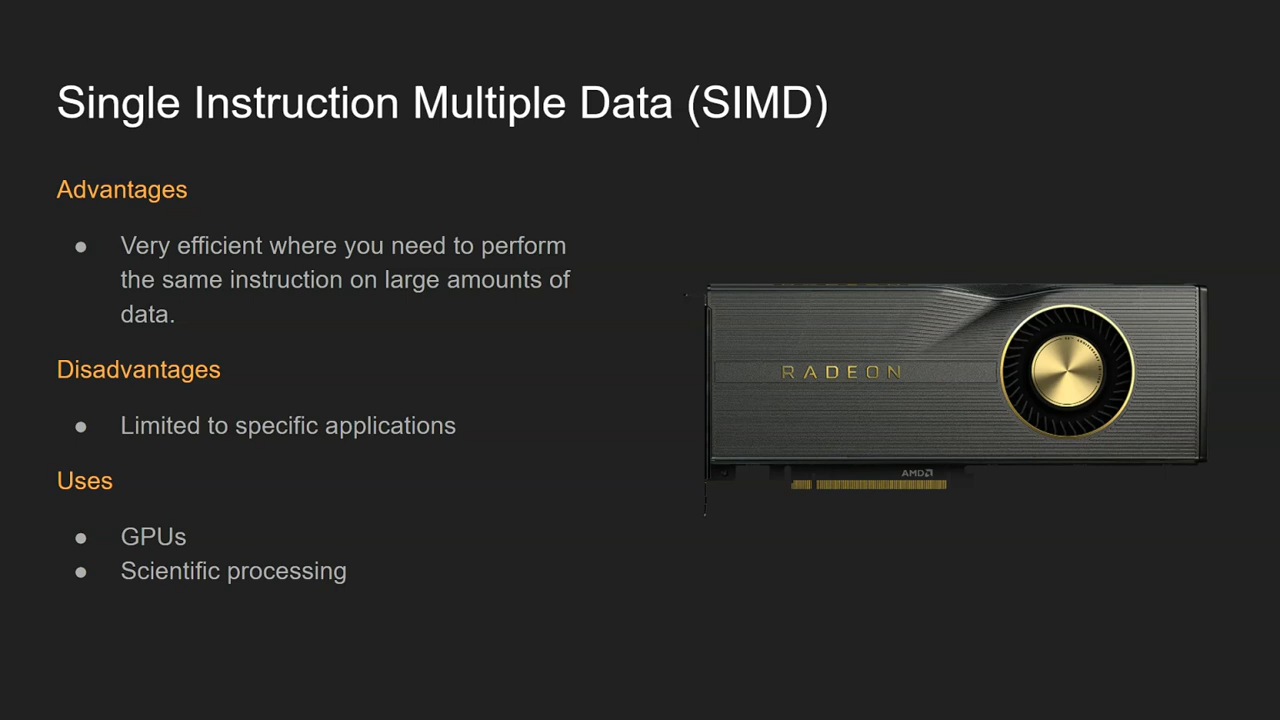 Single Instruction Multiple Data (SIMD)
Advantages
● Very efficient where you need to perform
the same instruction on large amounts of
data.
Disadvantages
● Limited to specific applications
Uses
● GPUs
● Scientific processing
RADEON
AMD